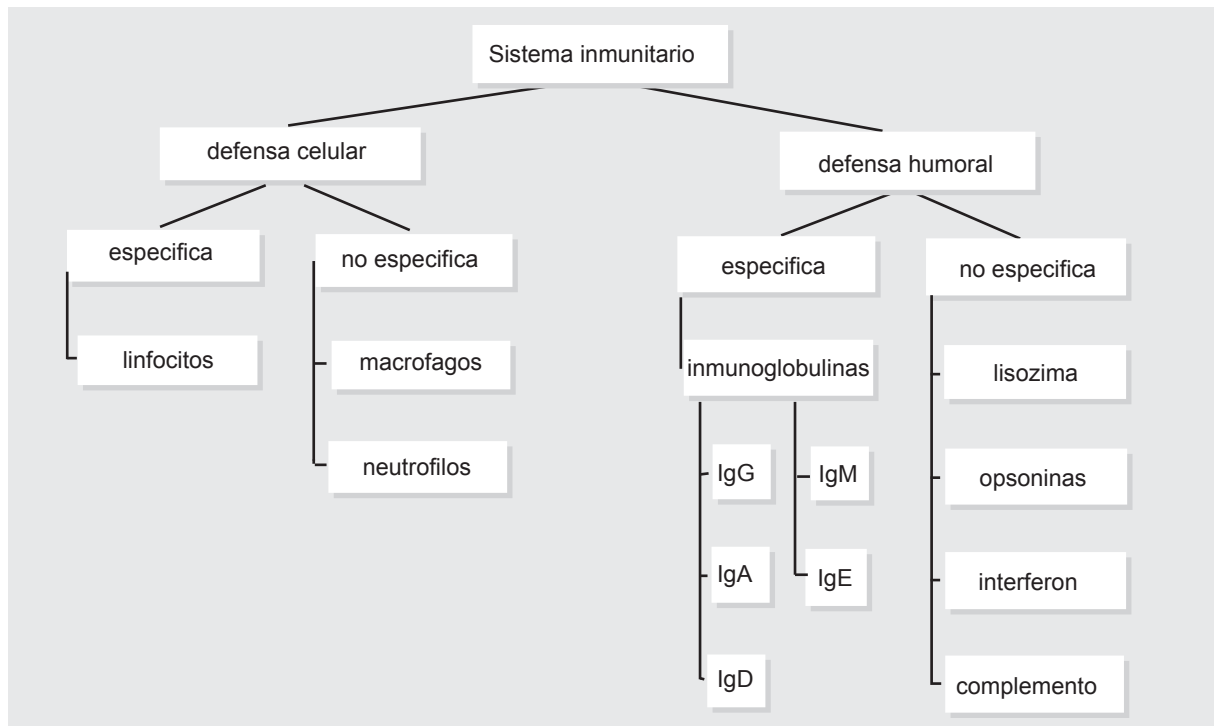 Sistema inmunitario
defensa celular
defensa humoral
especifica
no especifica
especifica
no especifica
linfocitos
macrofagos
inmunoglobulinas
lisozima
neutrofilos
IgG
IgM
opsoninas
IgA
IgE
interferon
IgD
complemento